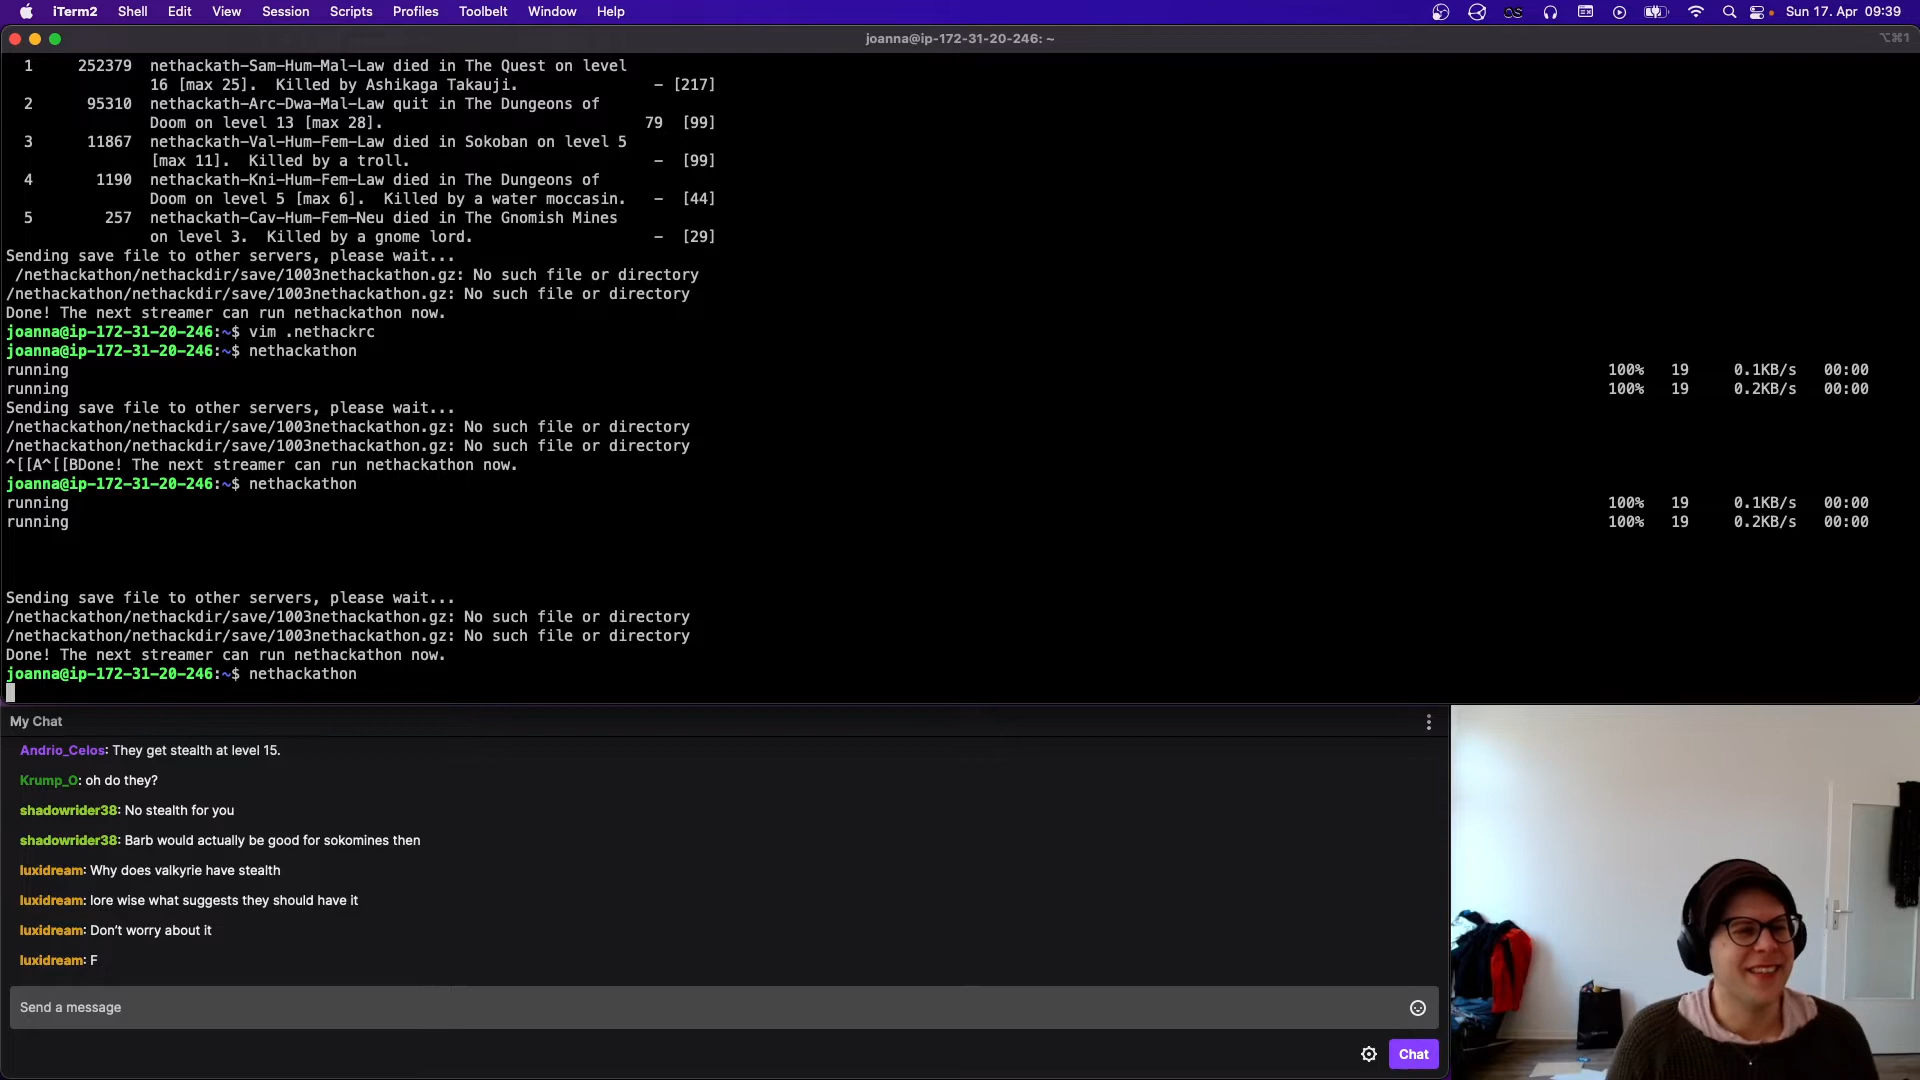 iTerm2 Shell Edit View Session Scripts Profiles Toolbelt Window Help Sun 17. Apr 09:39
joanna@ip-172-31-20-246: ~ ⌥⌘1
1 252379 nethackath-Sam-Hum-Mal-Law died in The Quest on level
16 [max 25]. Killed by Ashikaga Takauji. - [217]
2 95310 nethackath-Arc-Dwa-Mal-Law quit in The Dungeons of
Doom on level 13 [max 28]. 79 [99]
3 11867 nethackath-Val-Hum-Fem-Law died in Sokoban on level 5
[max 11]. Killed by a troll. - [99]
4 1190 nethackath-Kni-Hum-Fem-Law died in The Dungeons of
Doom on level 5 [max 6]. Killed by a water moccasin. - [44]
5 257 nethackath-Cav-Hum-Fem-Neu died in The Gnomish Mines
on level 3. Killed by a gnome lord. - [29]
Sending save file to other servers, please wait...
/nethackathon/nethackdir/save/1003nethackathon.gz: No such file or directory
/nethackathon/nethackdir/save/1003nethackathon.gz: No such file or directory
Done! The next streamer can run nethackathon now.
joanna@ip-172-31-20-246:~$ vim .nethackrc
joanna@ip-172-31-20-246:~$ nethackathon
running 100% 19 0.1KB/s 00:00
running 100% 19 0.2KB/s 00:00
Sending save file to other servers, please wait...
/nethackathon/nethackdir/save/1003nethackathon.gz: No such file or directory
/nethackathon/nethackdir/save/1003nethackathon.gz: No such file or directory
^[[A^[[BDone! The next streamer can run nethackathon now.
joanna@ip-172-31-20-246:~$ nethackathon
running 100% 19 0.1KB/s 00:00
running 100% 19 0.2KB/s 00:00
Sending save file to other servers, please wait...
/nethackathon/nethackdir/save/1003nethackathon.gz: No such file or directory
/nethackathon/nethackdir/save/1003nethackathon.gz: No such file or directory
Done! The next streamer can run nethackathon now.
joanna@ip-172-31-20-246:~$ nethackathon
My Chat
Andrio_Celos: They get stealth at level 15.
Krump_O: oh do they?
shadowrider38: No stealth for you
shadowrider38: Barb would actually be good for sokomines then
luxidream: Why does valkyrie have stealth
luxidream: lore wise what suggests they should have it
luxidream: Don't worry about it
luxidream: F
Send a message
Chat